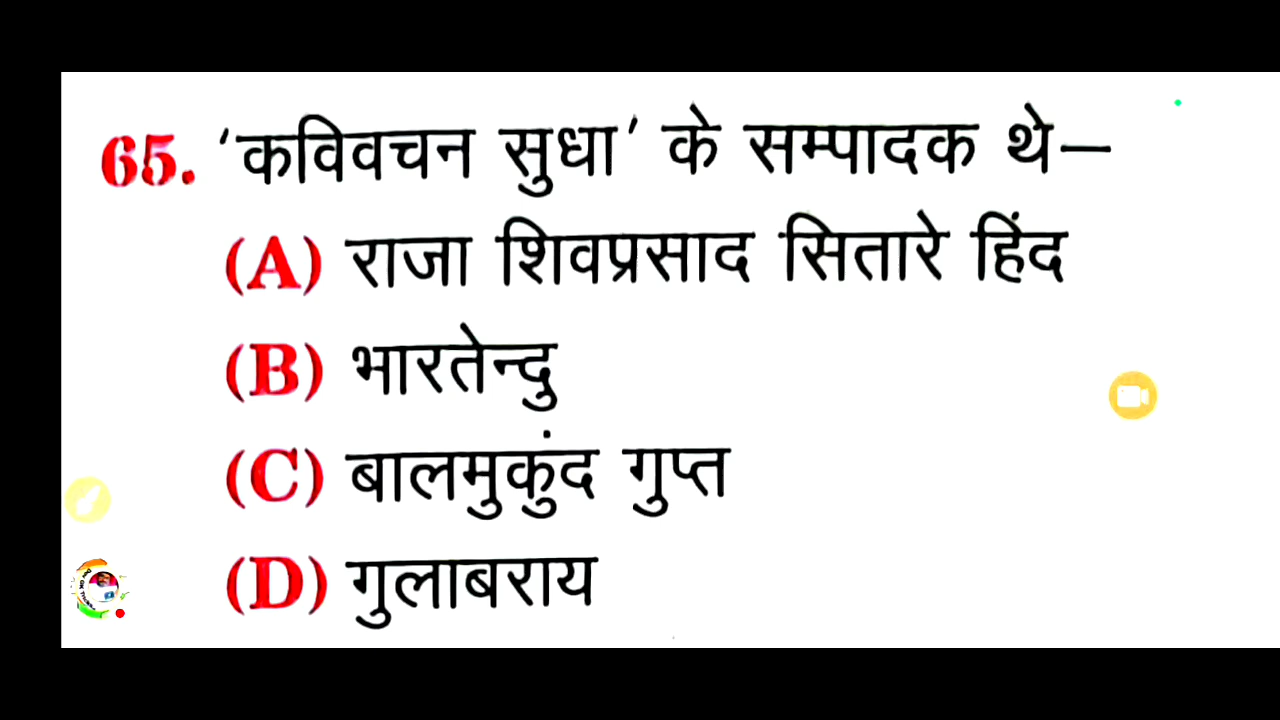 65. ‘कविवचन सुधा’ के सम्पादक थे–
(A) राजा शिवप्रसाद सितारे हिंद
(B) भारतेन्दु
(C) बालमुकुंद गुप्त
(D) गुलाबराय